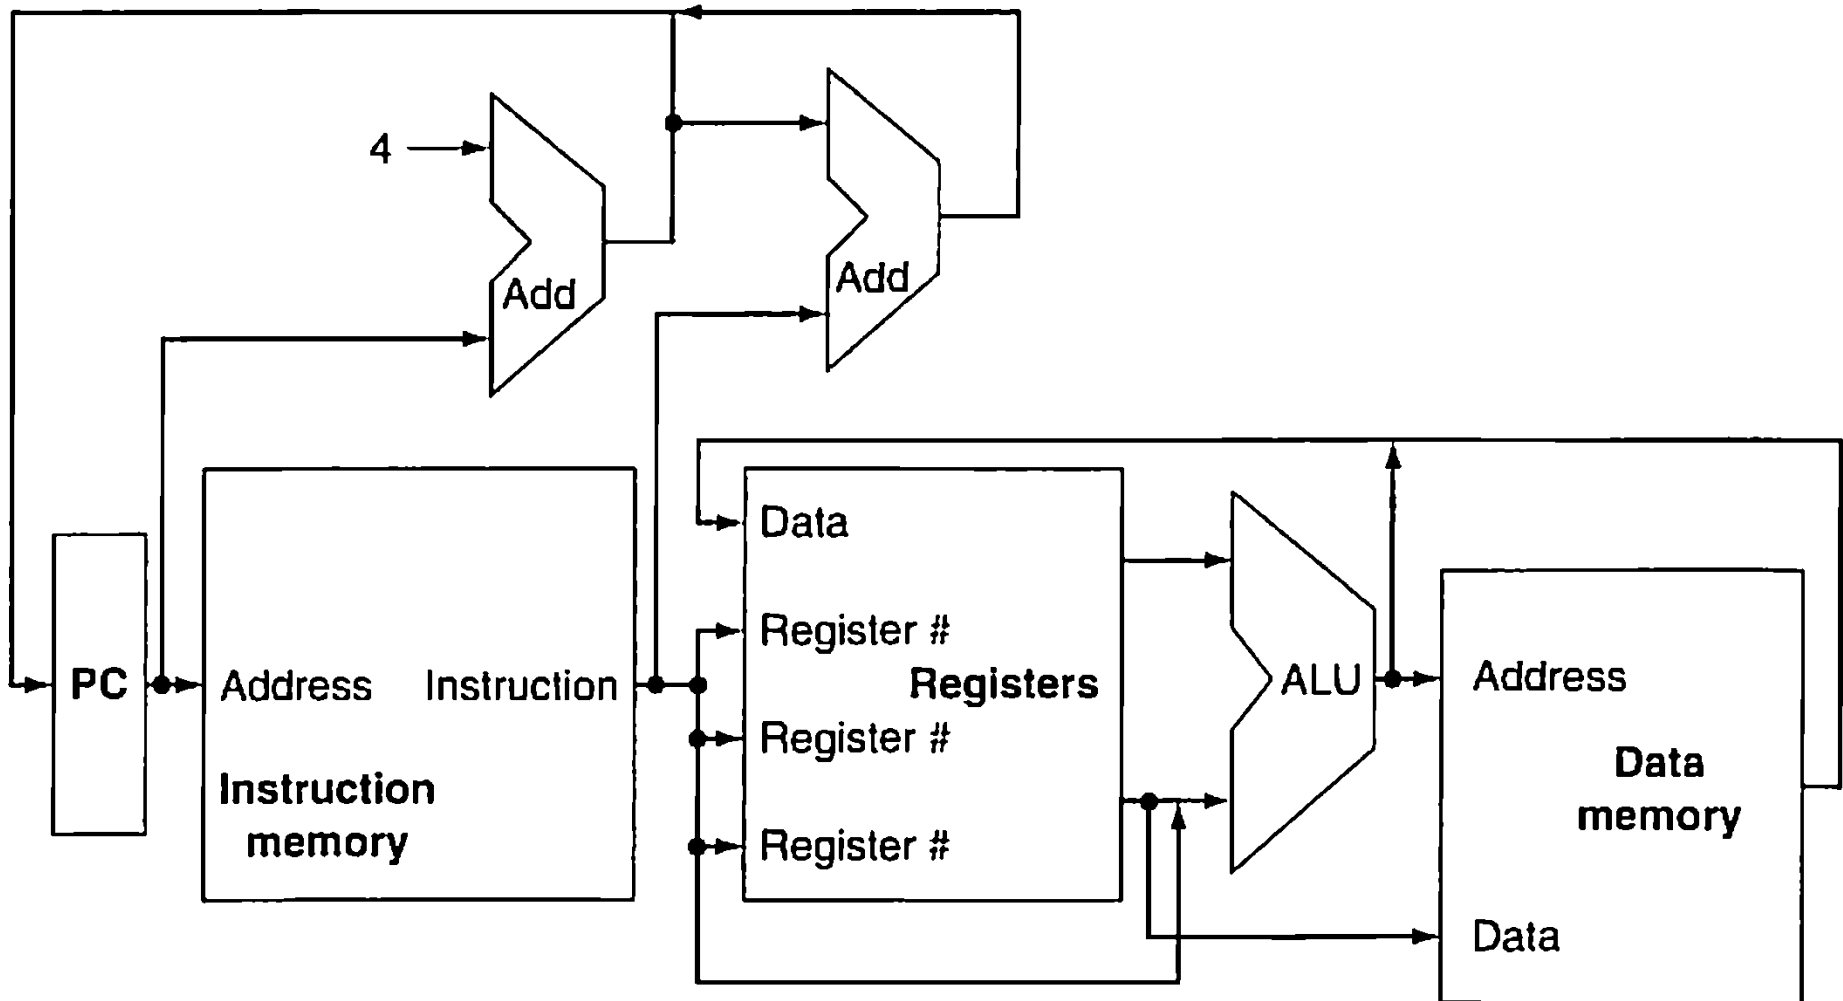 4
Add
Add
Data
Register #
PC
Address
Instruction
Registers
ALU
Address
Register #
Instruction
memory
Data
memory
Register #
Data